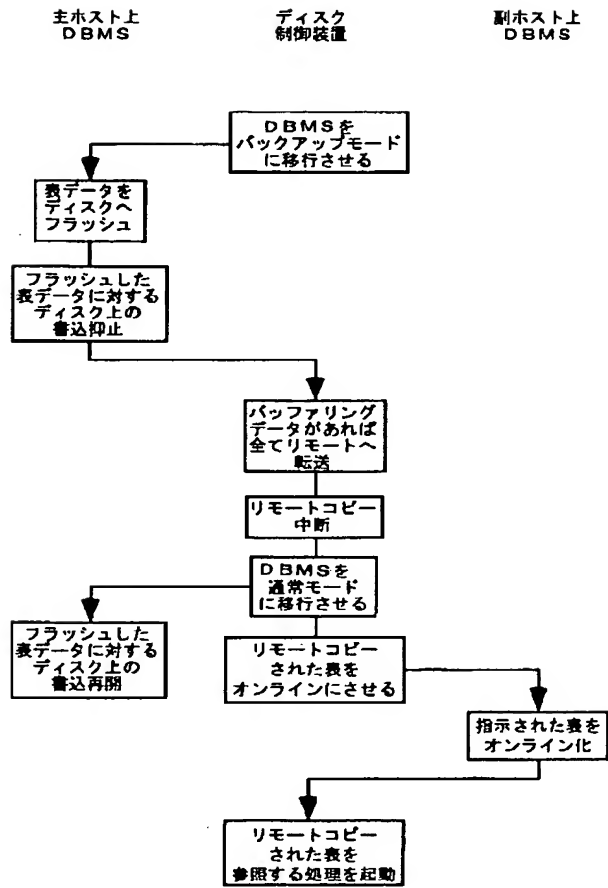 主ホスト上
DBMS
ディスク
制御装置
副ホスト上
DBMS
DBMSを
バックアップモード
に移行させる
表データを
ディスクへ
フラッシュ
フラッシュした
表データに対する
ディスク上の
書込抑止
バッファリング
データがあれば
全てリモートへ
転送
リモートコピー
中断
DBMSを
通常モード
に移行させる
フラッシュした
表データに対する
ディスク上の
書込再開
リモートコピー
された表を
オンラインにさせる
指示された表を
オンライン化
リモートコピー
された表を
参照する処理を起動